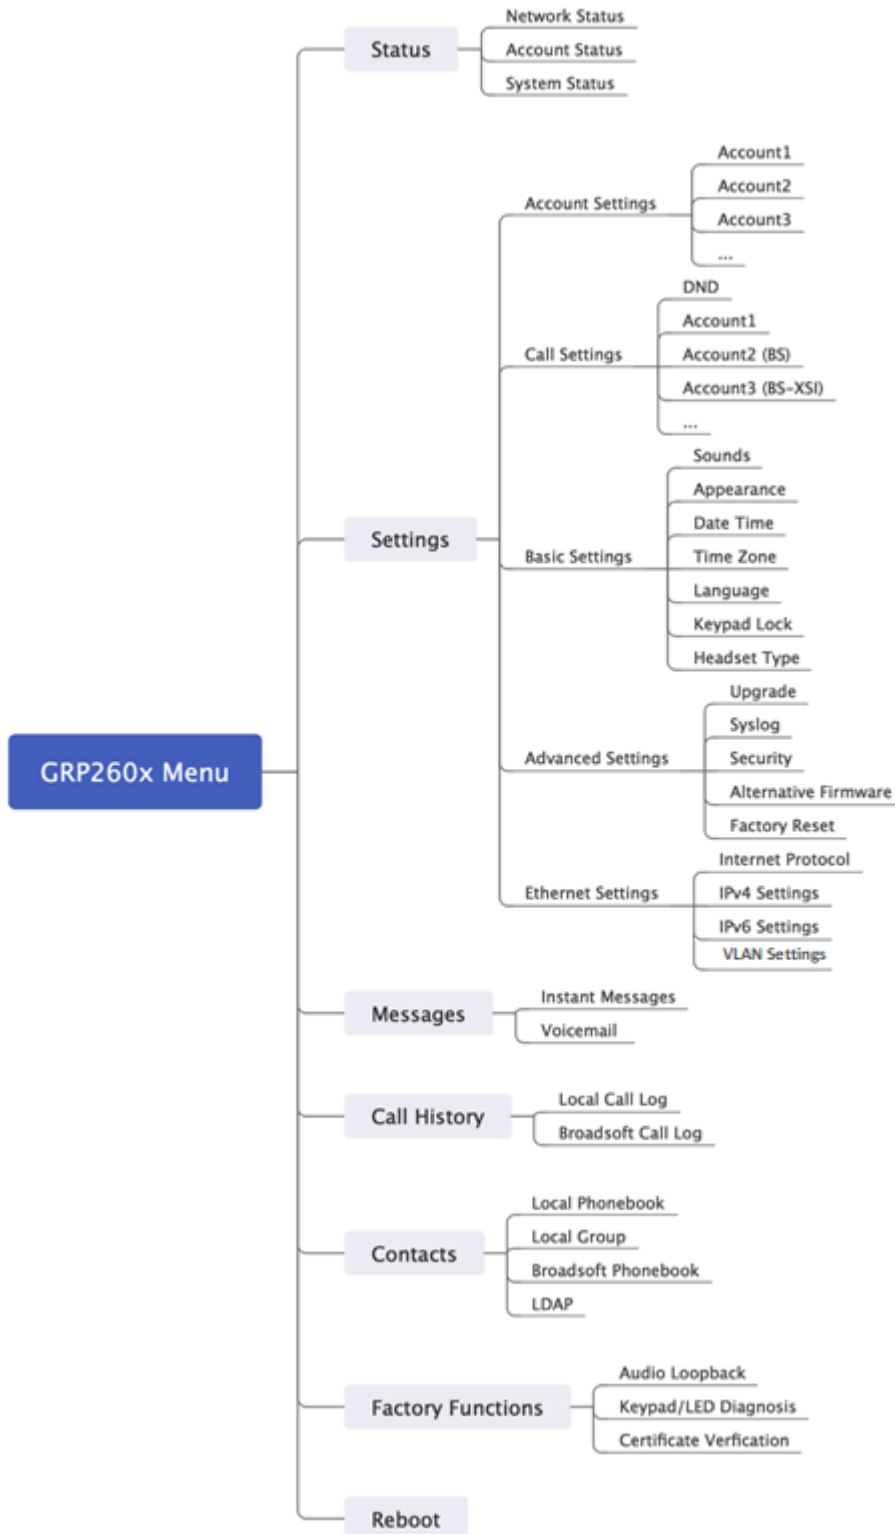 GRP260x Menu
Status
Network Status
Account Status
System Status
Settings
Account Settings
Account1
Account2
Account3
...
Call Settings
DND
Account1
Account2 (BS)
Account3 (BS-XSI)
...
Basic Settings
Sounds
Appearance
Date Time
Time Zone
Language
Keypad Lock
Headset Type
Advanced Settings
Upgrade
Syslog
Security
Alternative Firmware
Factory Reset
Ethernet Settings
Internet Protocol
IPv4 Settings
IPv6 Settings
VLAN Settings
Messages
Instant Messages
Voicemail
Call History
Local Call Log
Broadsoft Call Log
Contacts
Local Phonebook
Local Group
Broadsoft Phonebook
LDAP
Factory Functions
Audio Loopback
Keypad/LED Diagnosis
Certificate Verfication
Reboot